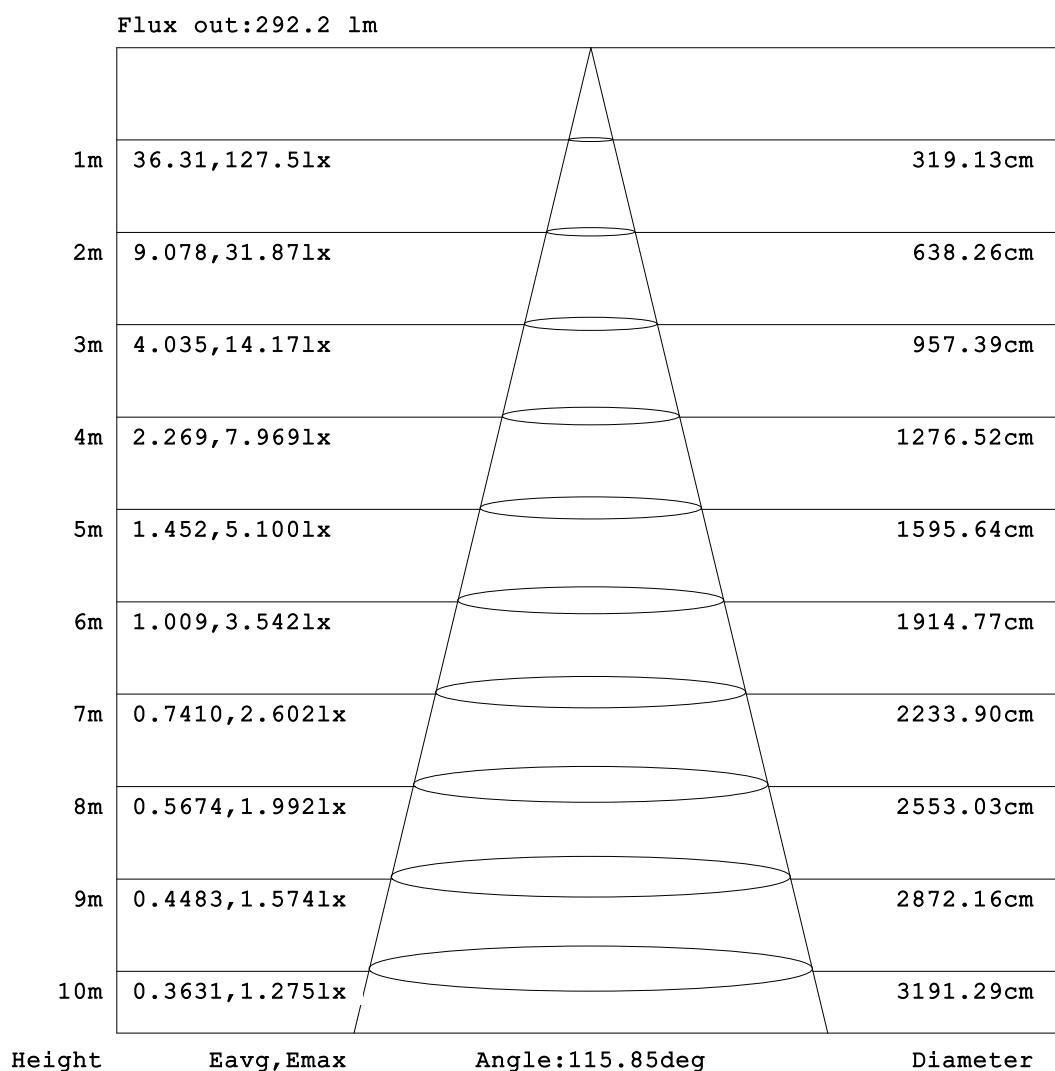 Flux out:292.2 lm
1m 36.31,127.5lx 319.13cm
2m 9.078,31.87lx 638.26cm
3m 4.035,14.17lx 957.39cm
4m 2.269,7.969lx 1276.52cm
5m 1.452,5.100lx 1595.64cm
6m 1.009,3.542lx 1914.77cm
7m 0.7410,2.602lx 2233.90cm
8m 0.5674,1.992lx 2553.03cm
9m 0.4483,1.574lx 2872.16cm
10m 0.3631,1.275lx 3191.29cm
Height Eavg,Emax Angle:115.85deg Diameter